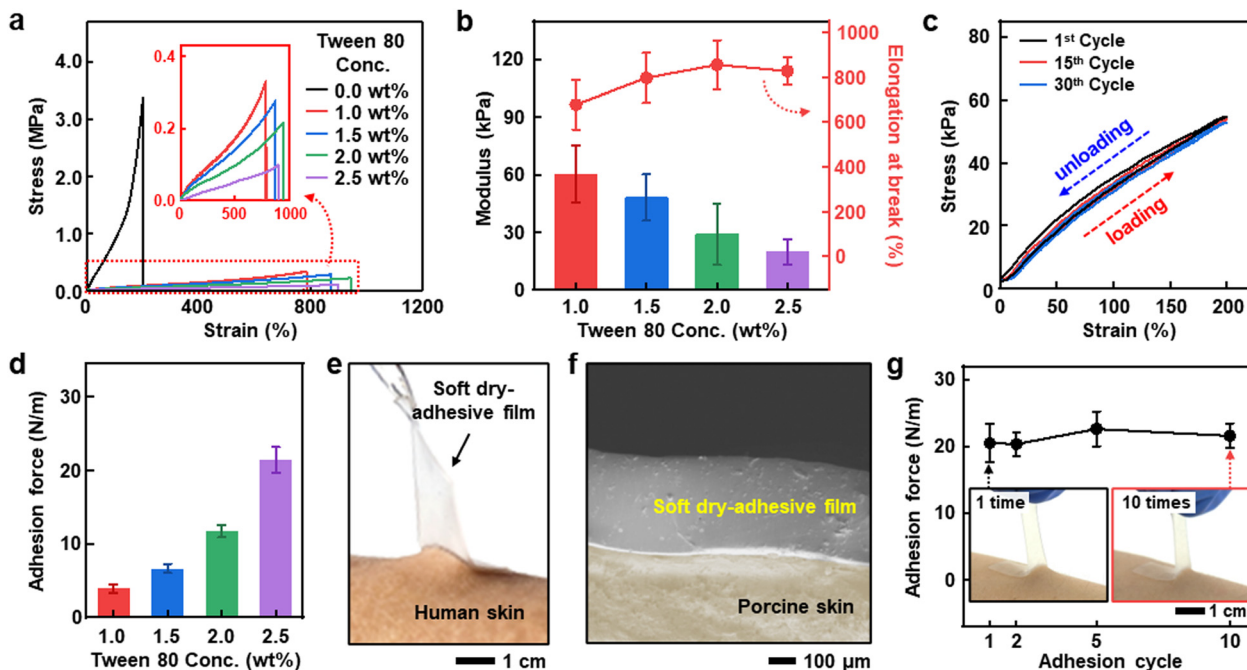 a
4.0
3.0
2.0
1.0
0.0
Stress (MPa)
0
400
800
1200
Strain (%)
0.4
0.2
0.0
0
500
1000
Tween 80
Conc.
0.0 wt%
1.0 wt%
1.5 wt%
2.0 wt%
2.5 wt%
b
120
90
60
30
0
Modulus (kPa)
1.0
1.5
2.0
2.5
Tween 80 Conc. (wt%)
1000
800
600
400
200
0
Elongation at break (%)
c
80
60
40
20
0
Stress (kPa)
0
50
100
150
200
Strain (%)
1st Cycle
15th Cycle
30th Cycle
unloading
loading
d
30
20
10
0
Adhesion force (N/m)
1.0
1.5
2.0
2.5
Tween 80 Conc. (wt%)
e
Soft dry-
adhesive film
Human skin
1 cm
f
Soft dry-adhesive film
Porcine skin
100 µm
g
30
20
10
0
Adhesion force (N/m)
1 time
10 times
1 cm
1
2
5
10
Adhesion cycle